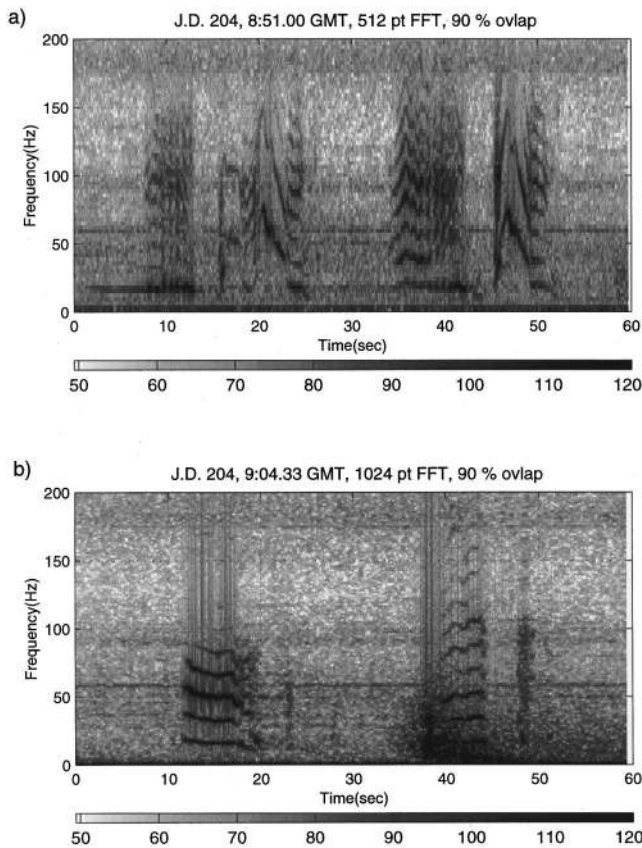 a)
J.D. 204, 8:51.00 GMT, 512 pt FFT, 90 % ovlap
200
150
100
50
0
Frequency(Hz)
0 10 20 30 40 50 60
Time(sec)
50 60 70 80 90 100 110 120
b)
J.D. 204, 9:04.33 GMT, 1024 pt FFT, 90 % ovlap
200
150
100
50
0
Frequency(Hz)
0 10 20 30 40 50 60
Time(sec)
50 60 70 80 90 100 110 120